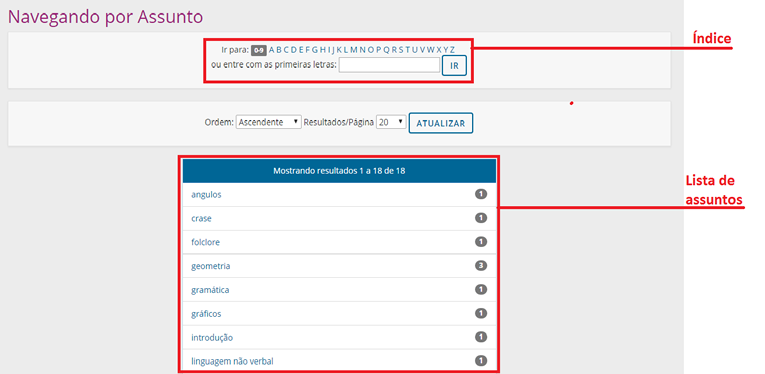 Navegando por Assunto
Ir para: 0-9 A B C D E F G H I J K L M N O P Q R S T U V W X Y Z
ou entre com as primeiras letras: IR
Índice
Ordem: Ascendente Resultados/Página 20 ATUALIZAR
Mostrando resultados 1 a 18 de 18
angulos 1
crase 1
folclore 1
geometria 3
gramática 1
gráficos 1
introdução 1
linguagem não verbal 1
Lista de
assuntos